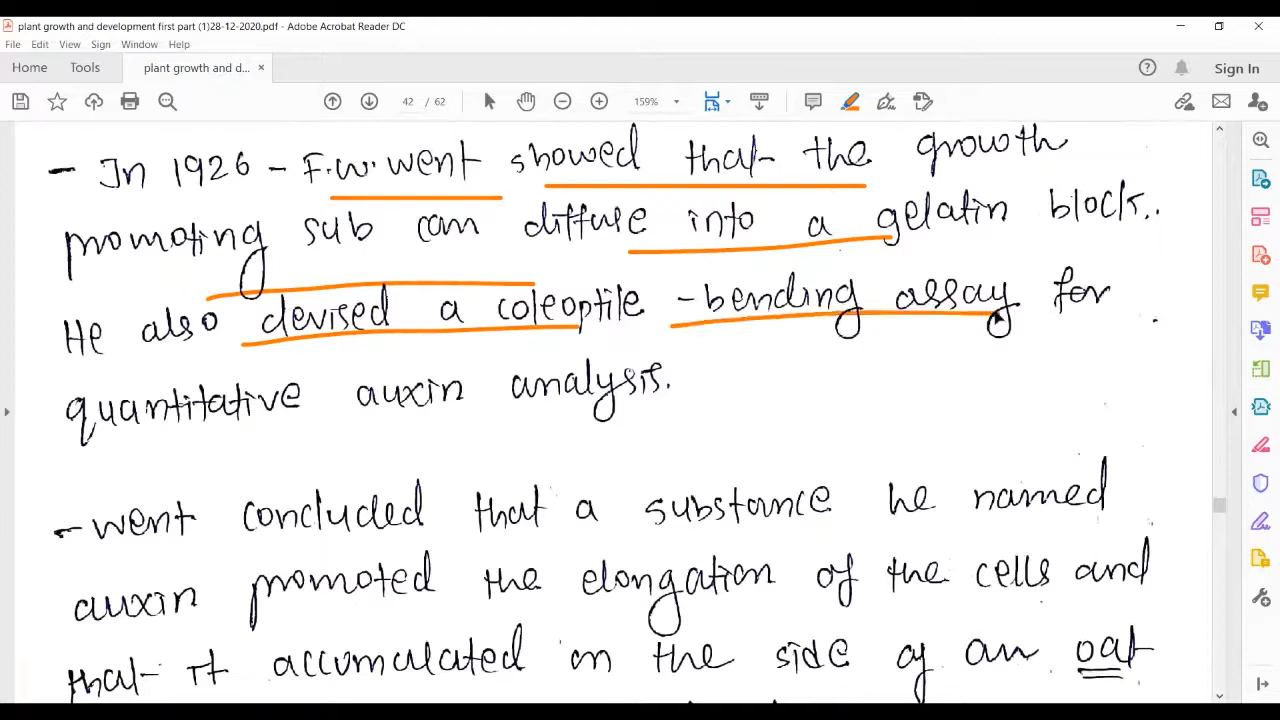 plant growth and development first part (1)28-12-2020.pdf - Adobe Acrobat Reader DC
File Edit View Sign Window Help
Home Tools plant growth and d... × Sign In
42 / 62 159%
- In 1926 - F.W. went showed that the growth
promoting sub can diffuse into a gelatin block..
He also devised a coleoptile - bending assay for
quantitative auxin analysis.
- went concluded that a substance he named
auxin promoted the elongation of the cells and
that it accumulated on the side of an oat